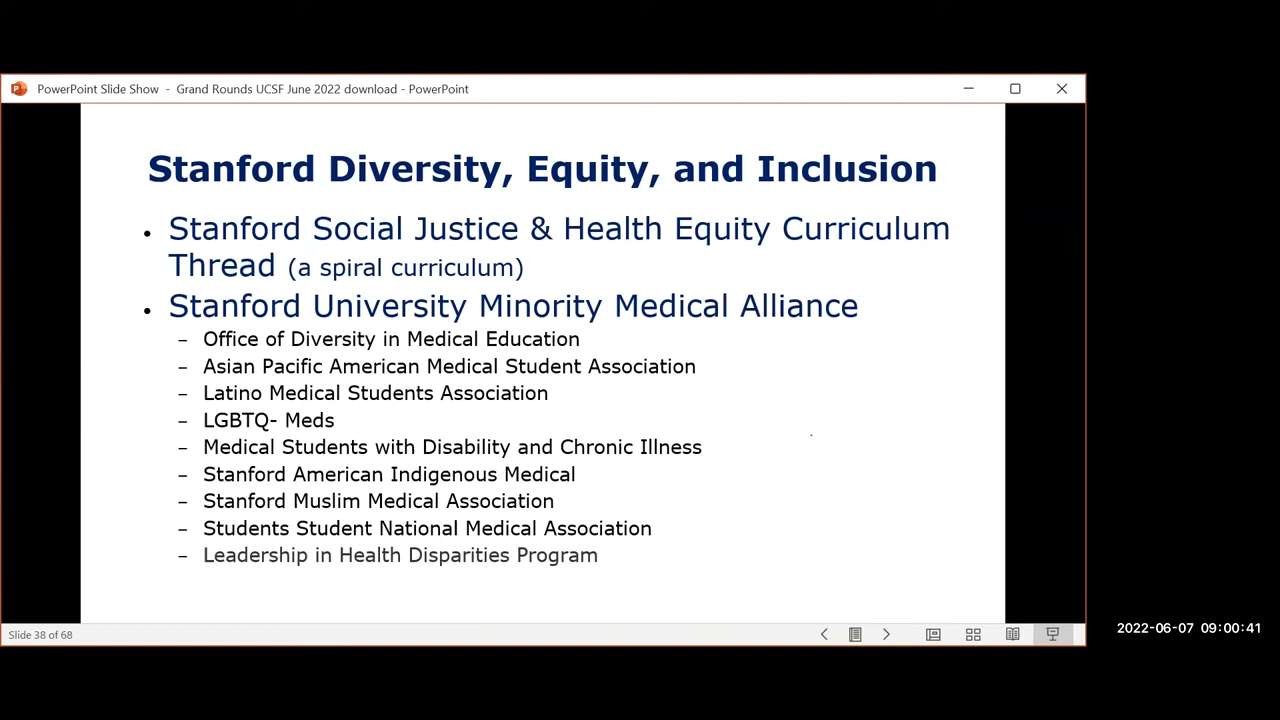 PowerPoint Slide Show - Grand Rounds UCSF June 2022 download - PowerPoint
Stanford Diversity, Equity, and Inclusion
• Stanford Social Justice & Health Equity Curriculum
Thread (a spiral curriculum)
• Stanford University Minority Medical Alliance
– Office of Diversity in Medical Education
– Asian Pacific American Medical Student Association
– Latino Medical Students Association
– LGBTQ- Meds
– Medical Students with Disability and Chronic Illness
– Stanford American Indigenous Medical
– Stanford Muslim Medical Association
– Students Student National Medical Association
– Leadership in Health Disparities Program
Slide 38 of 68
2022-06-07 09:00:41